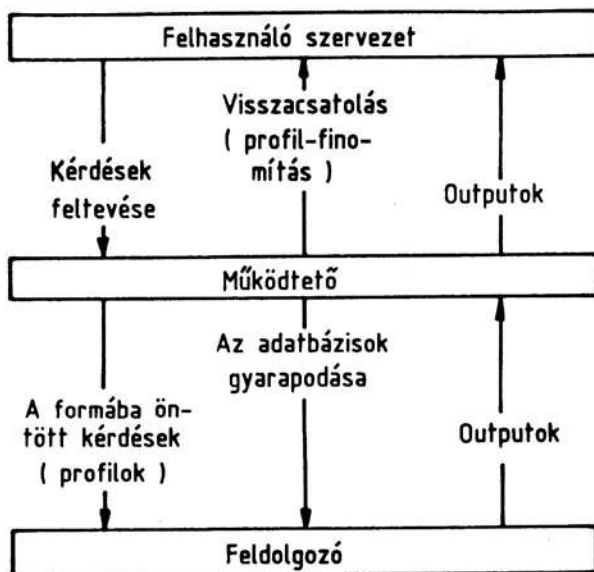 Felhasználó szervezet
Visszacsatolás
( profil-fino-
mítás )
Kérdések
feltevése
Outputok
Működtető
Az adatbázisok
gyarapodása
A formába ön-
tött kérdések
( profilok )
Outputok
Feldolgozó